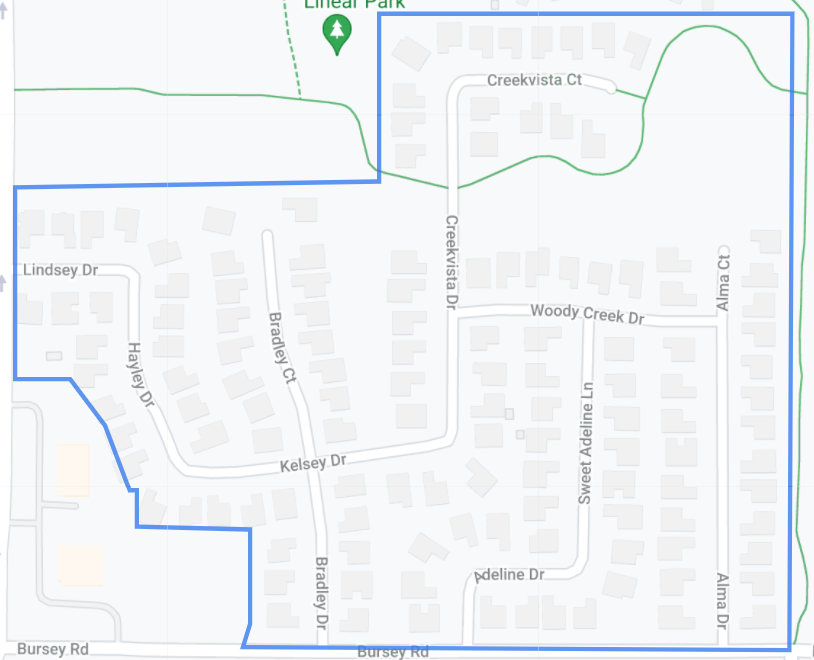 Linear Park
Creekvista Ct
Creekvista Dr
Lindsey Dr
Alma Ct
Woody Creek Dr
Bradley Ct
Hayley Dr
Sweet Adeline Ln
Kelsey Dr
Adeline Dr
Bradley Dr
Alma Dr
Bursey Rd
Bursey Rd